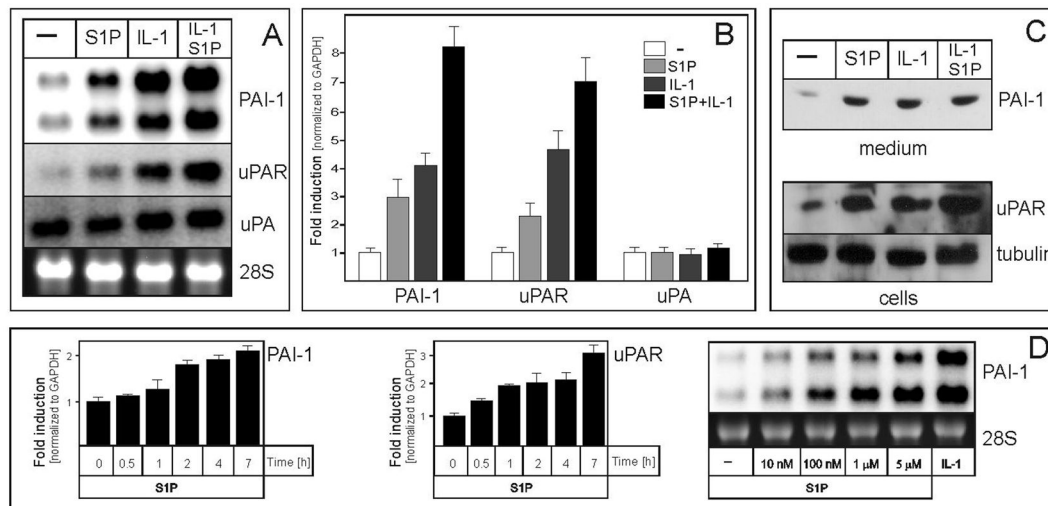 A
–
S1P
IL-1
IL-1
S1P
PAI-1
uPAR
uPA
28S
B
Fold induction [normalized to GAPDH]
8
7
6
5
4
3
2
1
-
S1P
IL-1
S1P+IL-1
PAI-1
uPAR
uPA
C
–
S1P
IL-1
IL-1
S1P
PAI-1
medium
uPAR
tubulin
cells
D
PAI-1
Fold induction
[normalized to GAPDH]
2
1
0 0.5 1 2 4 7 Time [h]
S1P
uPAR
Fold induction
[normalized to GAPDH]
3
2
1
0 0.5 1 2 4 7 Time [h]
S1P
PAI-1
28S
– 10 nM 100 nM 1 µM 5 µM IL-1
S1P